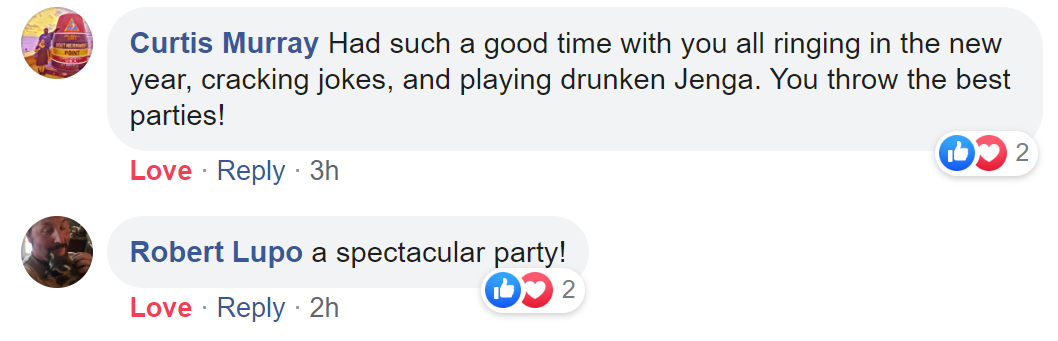 Curtis Murray Had such a good time with you all ringing in the new
year, cracking jokes, and playing drunken Jenga. You throw the best
parties!
2
Love · Reply · 3h
Robert Lupo a spectacular party!
2
Love · Reply · 2h